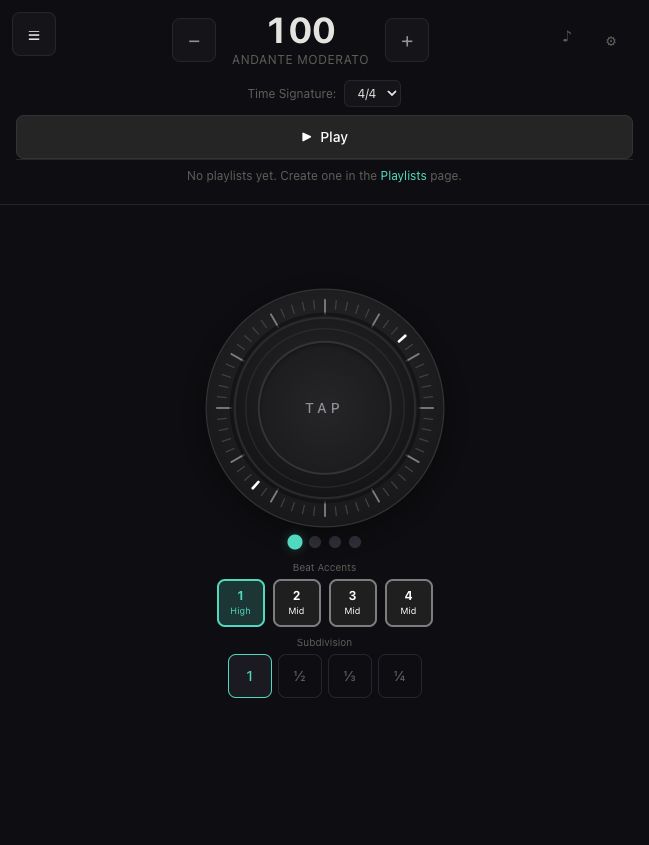 ☰ − 100 + ♪ ⚙
ANDANTE MODERATO
Time Signature: 4/4
▶ Play
No playlists yet. Create one in the Playlists page.
TAP
Beat Accents
1 2 3 4
High Mid Mid Mid
Subdivision
1 ½ ⅓ ¼